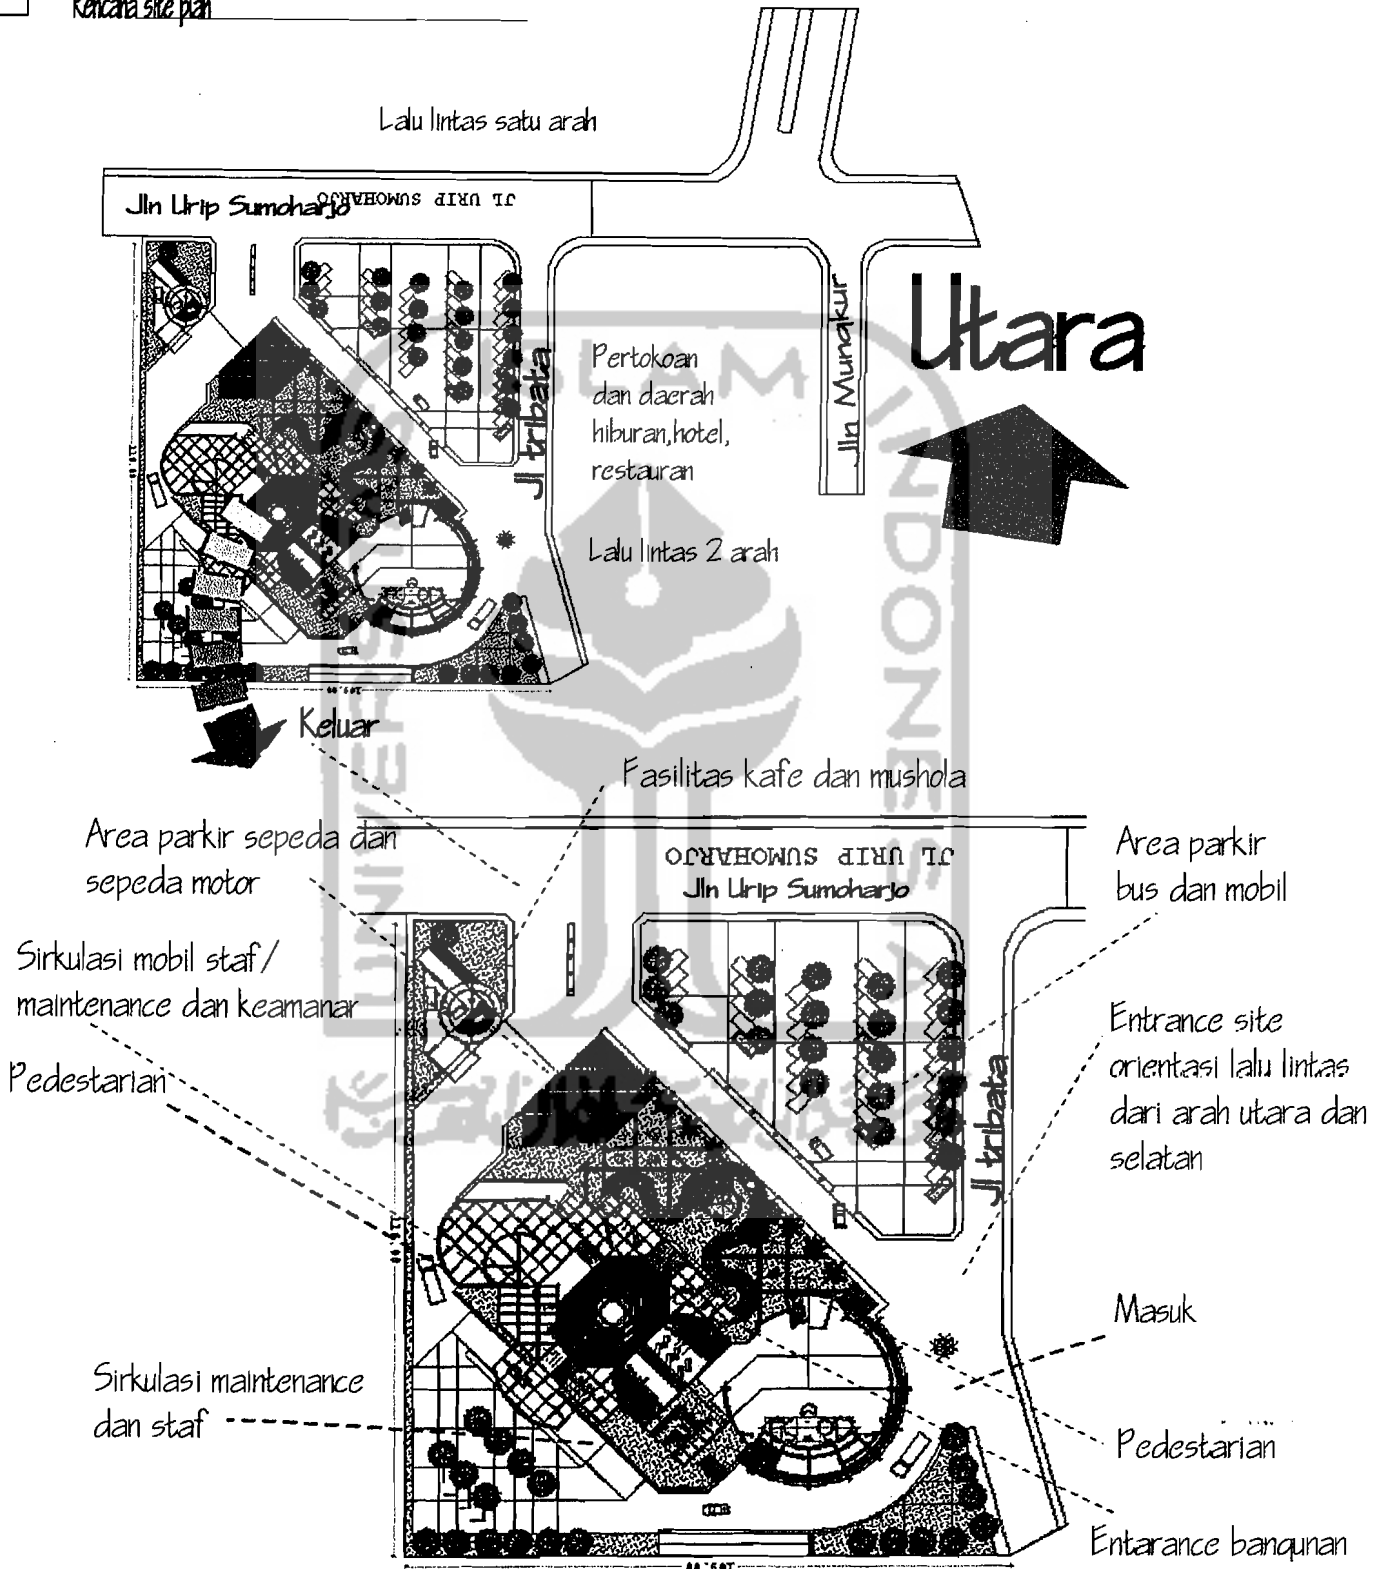 Rencana site plan
Lalu lintas satu arah
Jln Urip Sumoharjo
JL URIP SUMOHARJO
Utara
Jln Mungkur
Jl tribata
Pertokoan
dan daerah
hiburan,hotel,
restauran
Lalu lintas 2 arah
Keluar
Fasilitas kafe dan mushola
Area parkir sepeda dan
sepeda motor
JL URIP SUMOHARJO
Jln Urip Sumoharjo
Area parkir
bus dan mobil
Sirkulasi mobil staf/
maintenance dan keamanar
Pedestarian
Entrance site
orientasi lalu lintas
dari arah utara dan
selatan
Jl tribata
Masuk
Sirkulasi maintenance
dan staf
Pedestarian
Entarance bangunan
UNIVERSITAS ISLAM INDONESIA